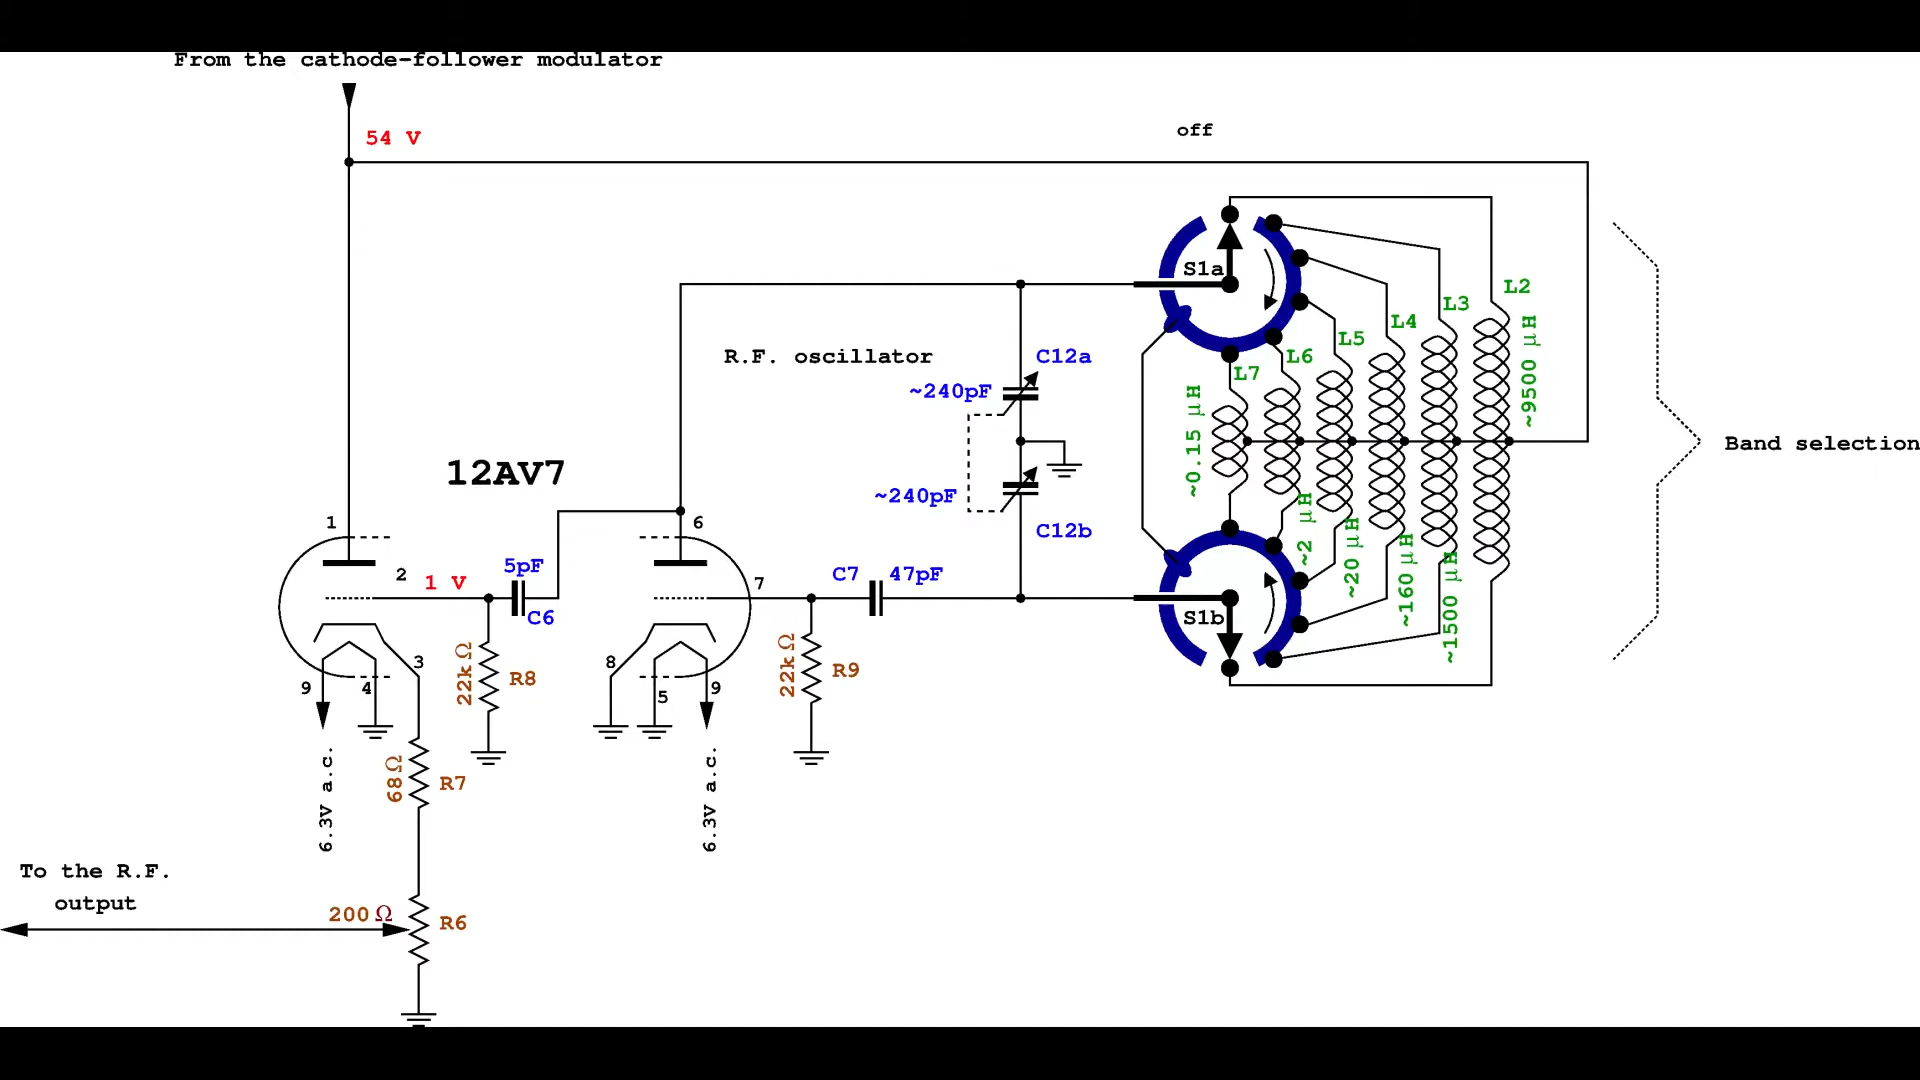 From the cathode-follower modulator
54 V
off
S1a
L2
L3
L4
L5
L6
L7
R.F. oscillator
C12a
~240pF
~240pF
C12b
~0.15 μH
~2 μH
~20 μH
~160 μH
~1500 μH
~9500 μH
Band selection
12AV7
1
6
2
1 V
5pF
C6
7
C7
47pF
S1b
3
9
4
22kΩ
R8
8
5
9
22kΩ
R9
6.3V a.c.
68Ω
R7
6.3V a.c.
To the R.F.
output
200Ω
R6